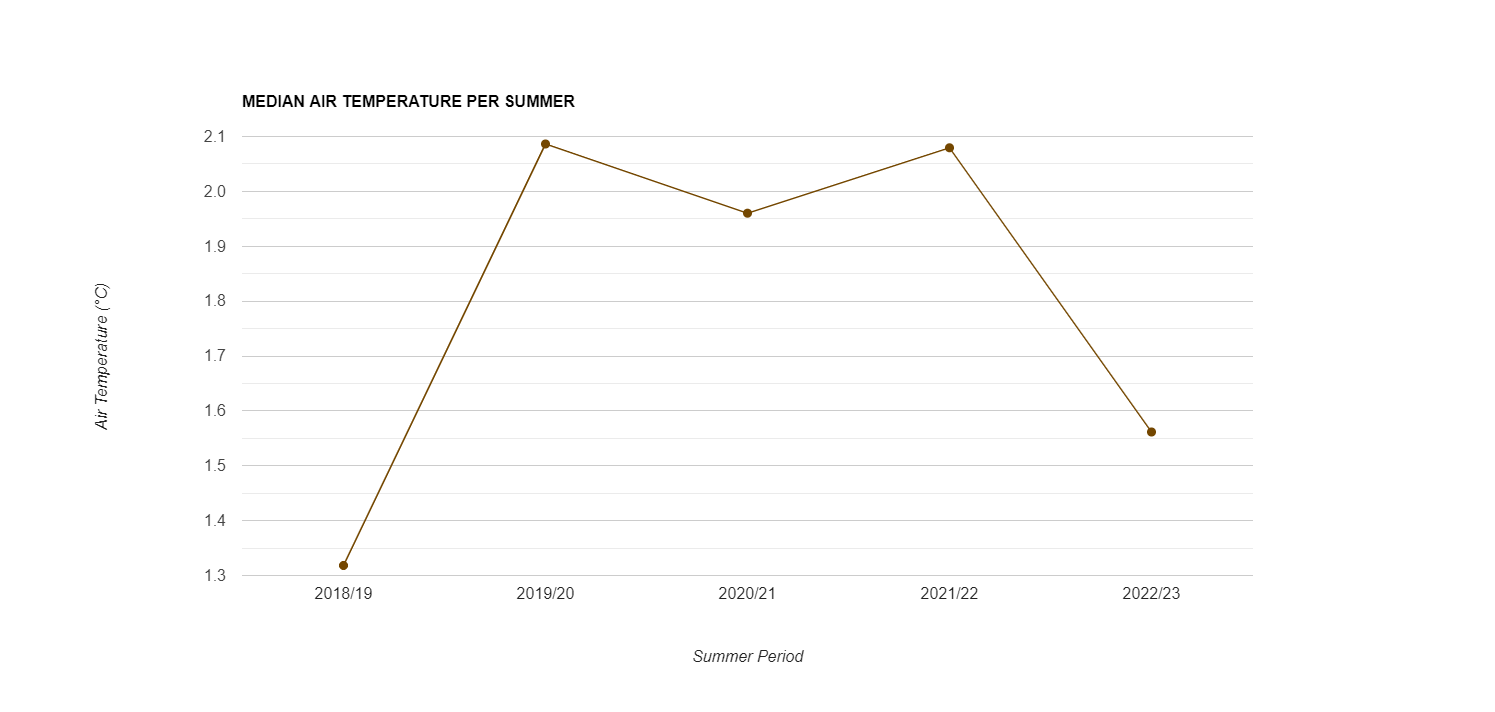 MEDIAN AIR TEMPERATURE PER SUMMER
2.1
2.0
1.9
1.8
1.7
1.6
1.5
1.4
1.3
Air Temperature (°C)
2018/19 2019/20 2020/21 2021/22 2022/23
Summer Period